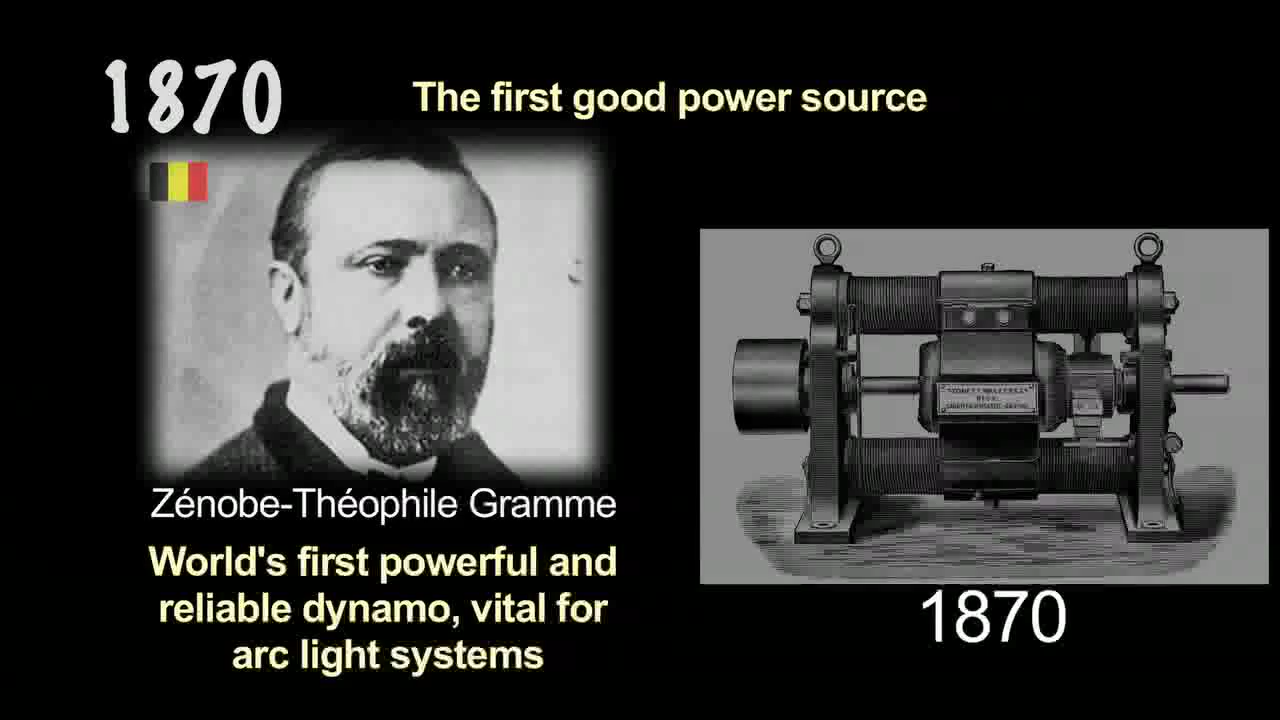 1870
The first good power source
Zénobe-Théophile Gramme
World's first powerful and
reliable dynamo, vital for
arc light systems
1870